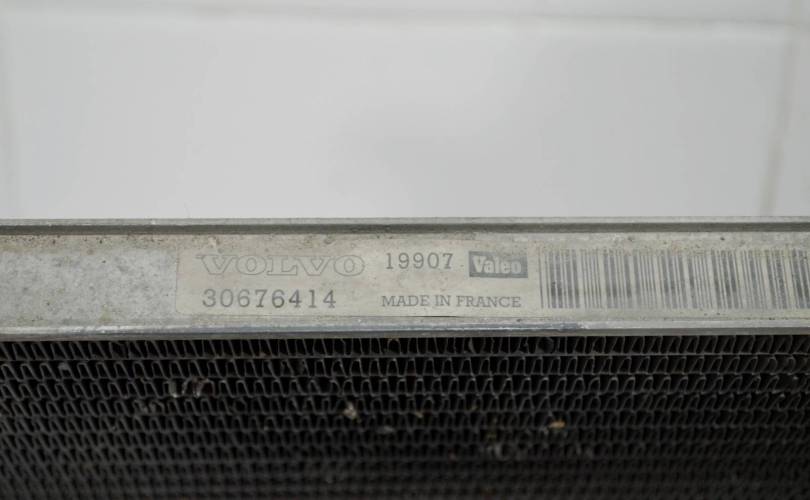 VOLVO 19907 Valeo
30676414 MADE IN FRANCE